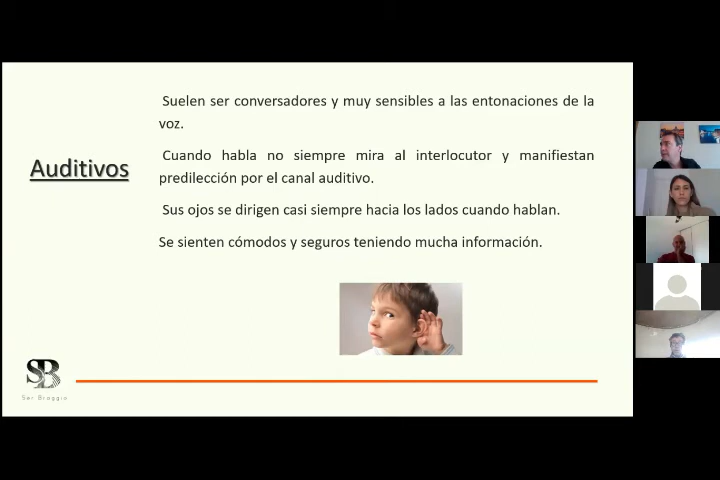 Auditivos
Suelen ser conversadores y muy sensibles a las entonaciones de la
voz.
Cuando habla no siempre mira al interlocutor y manifiestan
predilección por el canal auditivo.
Sus ojos se dirigen casi siempre hacia los lados cuando hablan.
Se sienten cómodos y seguros teniendo mucha información.
SB
Ser Braggio